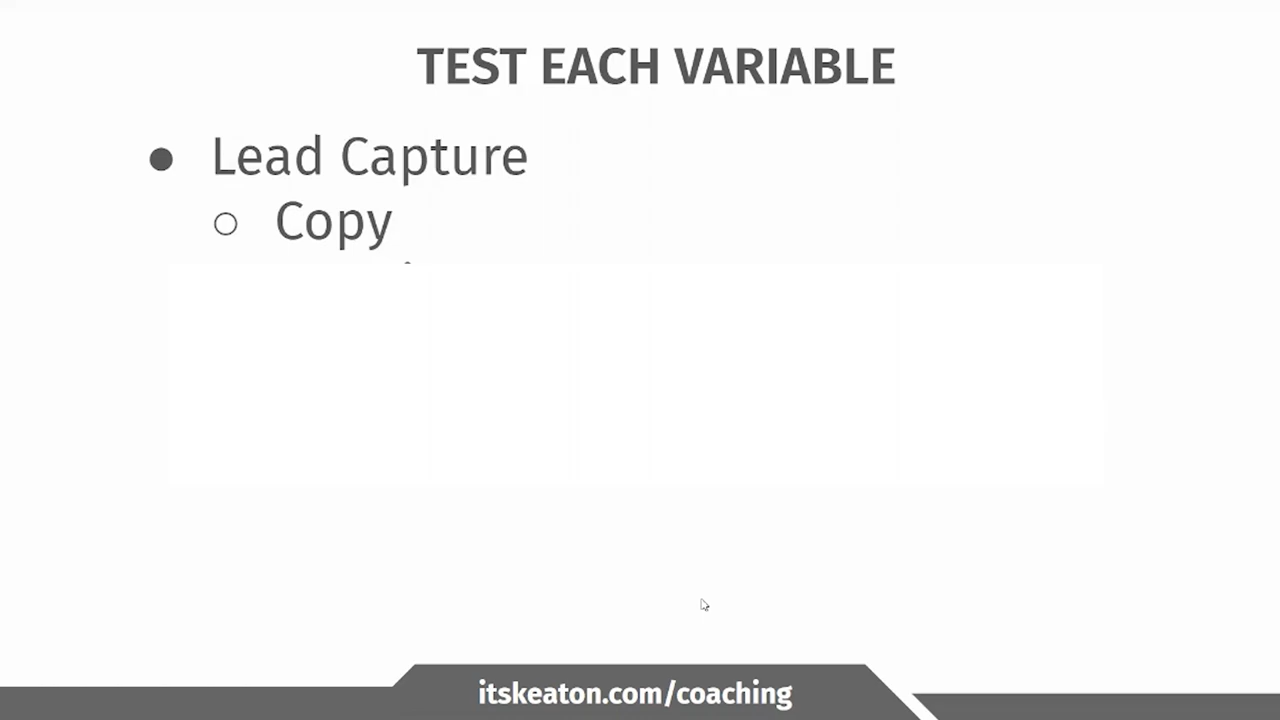 TEST EACH VARIABLE
● Lead Capture
○ Copy
itskeaton.com/coaching